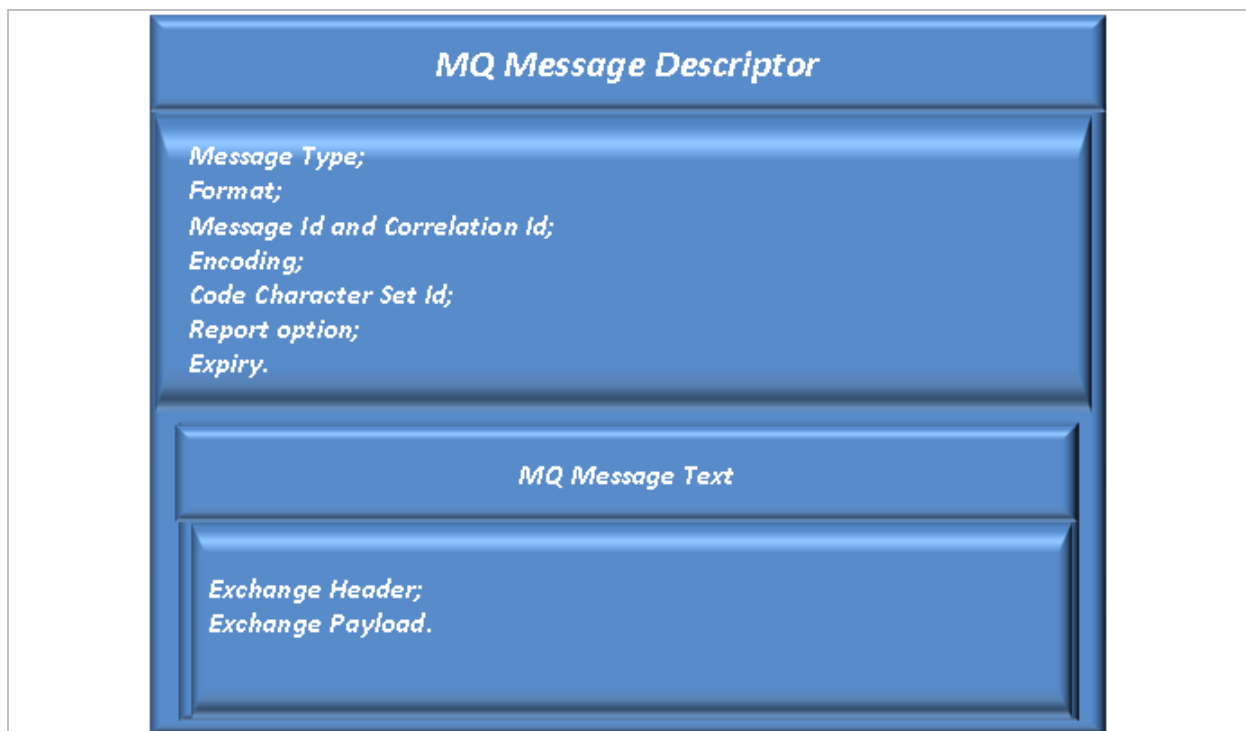 MQ Message Descriptor
Message Type;
Format;
Message Id and Correlation Id;
Encoding;
Code Character Set Id;
Report option;
Expiry.
MQ Message Text
Exchange Header;
Exchange Payload.